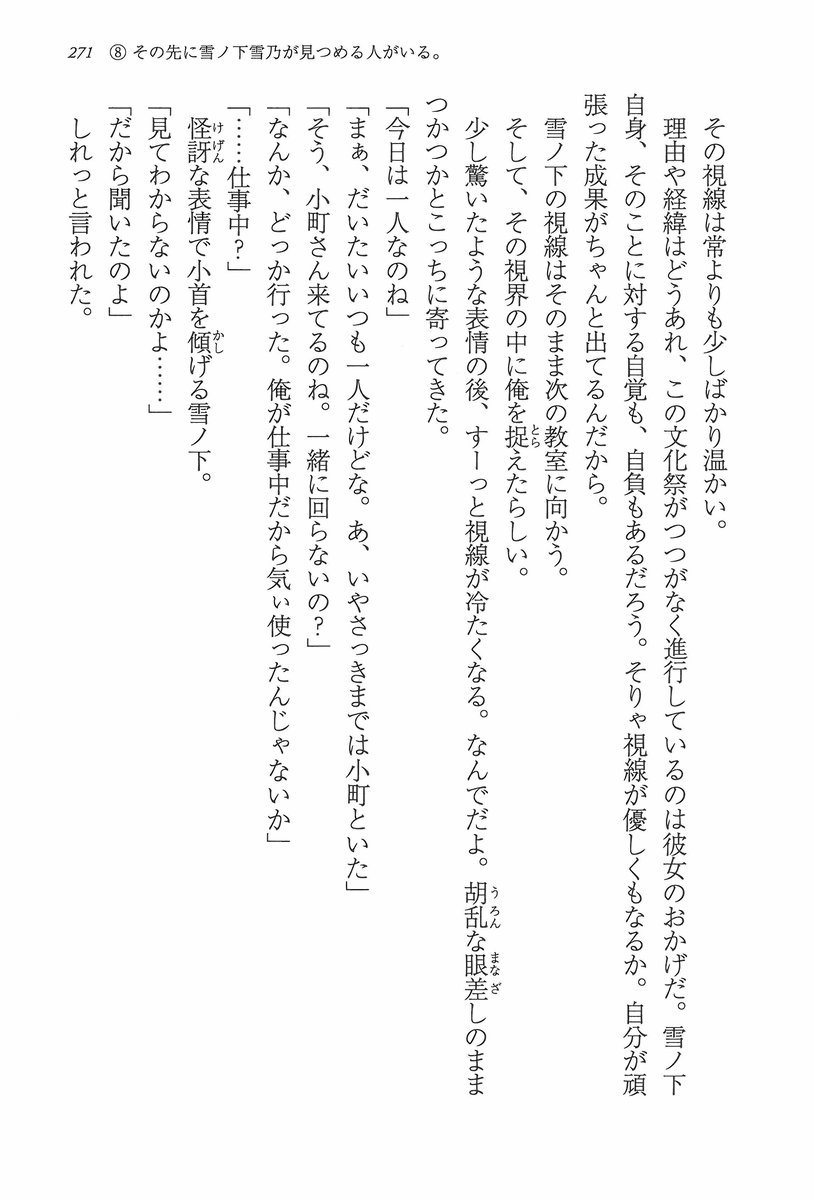 271 ⑧ その先に雪ノ下雪乃が見つめる人がいる。
その視線は常よりも少しばかり温かい。
理由や経緯はどうあれ、この文化祭がつつがなく進行しているのは彼女のおかげだ。雪ノ下
自身、そのことに対する自覚も、自負もあるだろう。そりゃ視線が優しくもなるか。自分が頑
張った成果がちゃんと出てるんだから。
雪ノ下の視線はそのまま次の教室に向かう。
そして、その視界の中に俺を捉えたらしい。
少し驚いたような表情の後、すーっと視線が冷たくなる。なんでだよ。胡乱な眼差しのまま
つかつかとこっちに寄ってきた。
「今日は一人なのね」
「まぁ、だいたいいつも一人だけどな。あ、いやさっきまでは小町といた」
「そう、小町さん来てるのね。一緒に回らないの？」
「なんか、どっか行った。俺が仕事中だから気ぃ使ったんじゃないか」
「……仕事中？」
怪訝な表情で小首を傾げる雪ノ下。
「見てわからないのかよ……」
「だから聞いたのよ」
しれっと言われた。